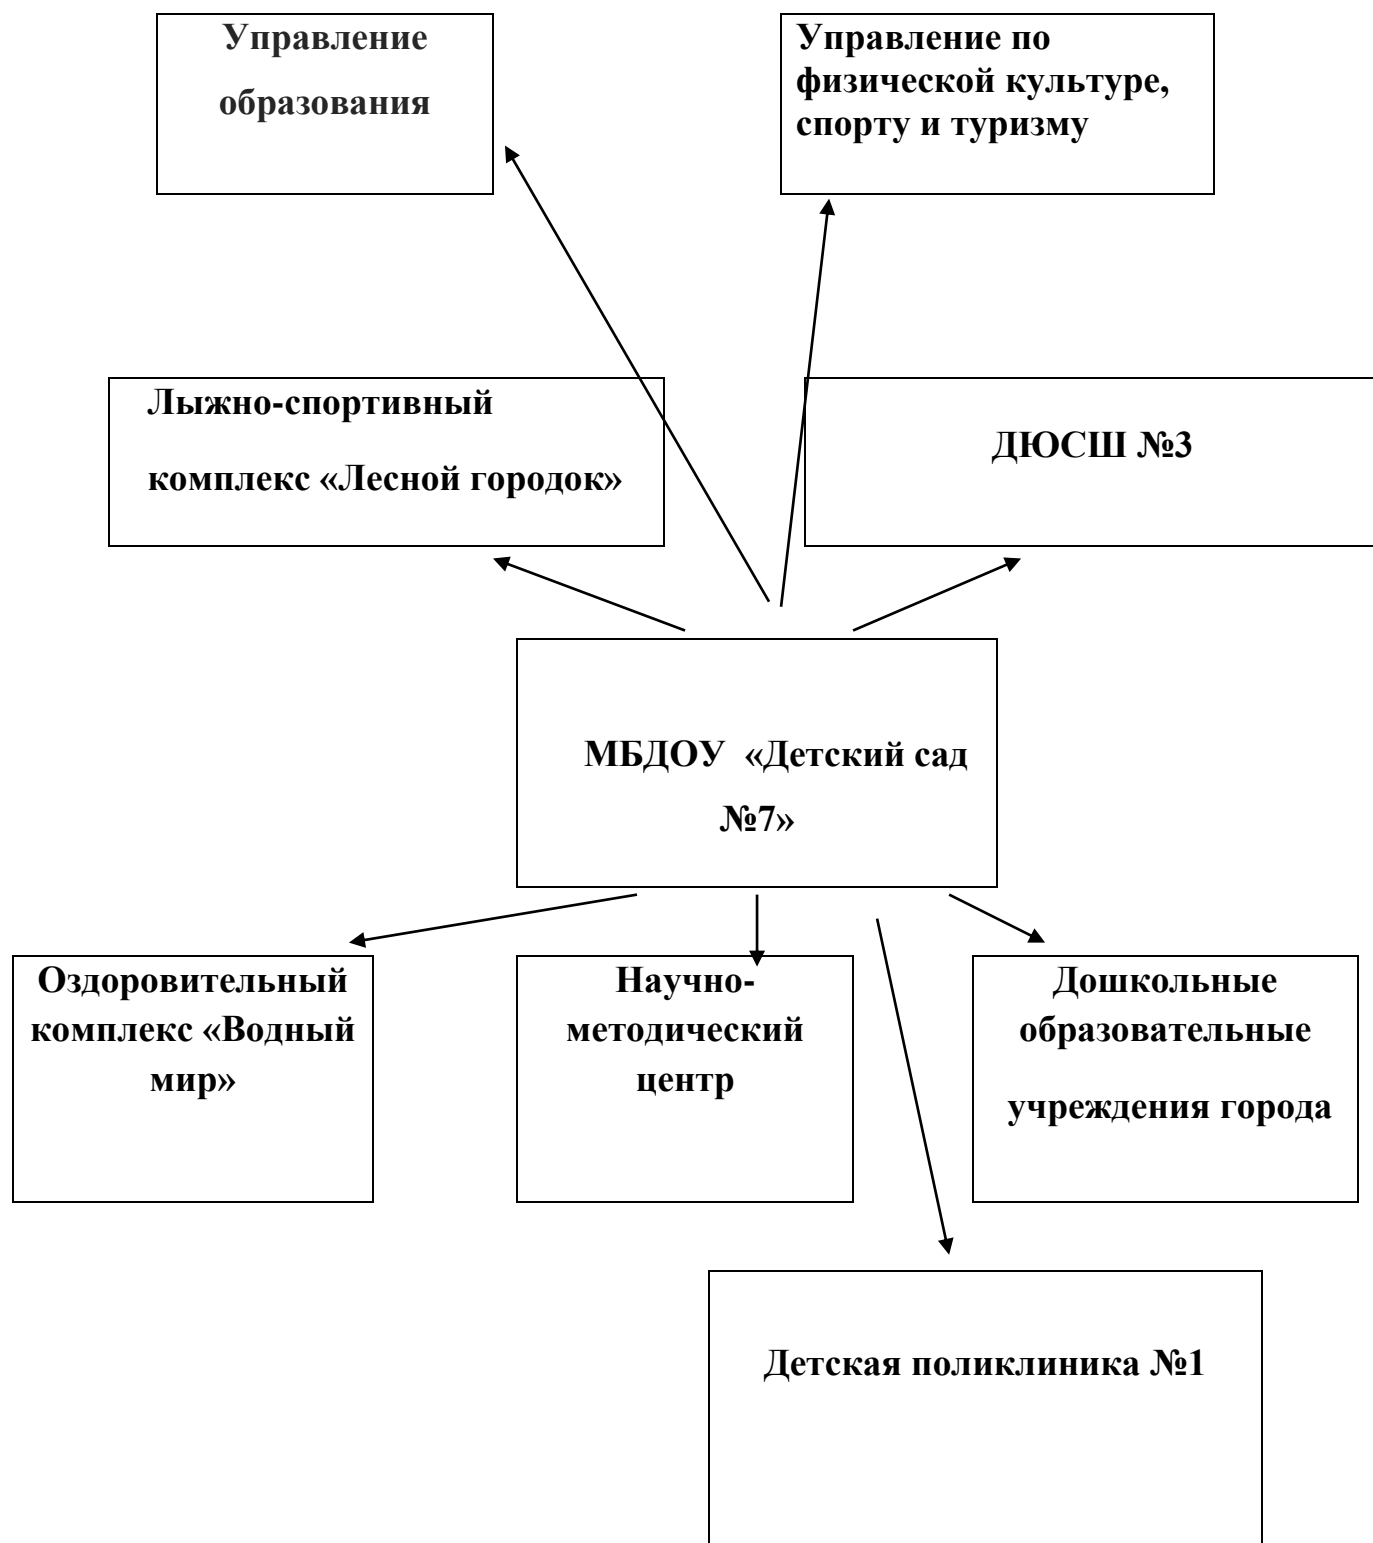 Управление
образования
Управление по
физической культуре,
спорту и туризму
Лыжно-спортивный
комплекс «Лесной городок»
ДЮСШ №3
МБДОУ «Детский сад
№7»
Оздоровительный
комплекс «Водный
мир»
Научно-
методический
центр
Дошкольные
образовательные
учреждения города
Детская поликлиника №1